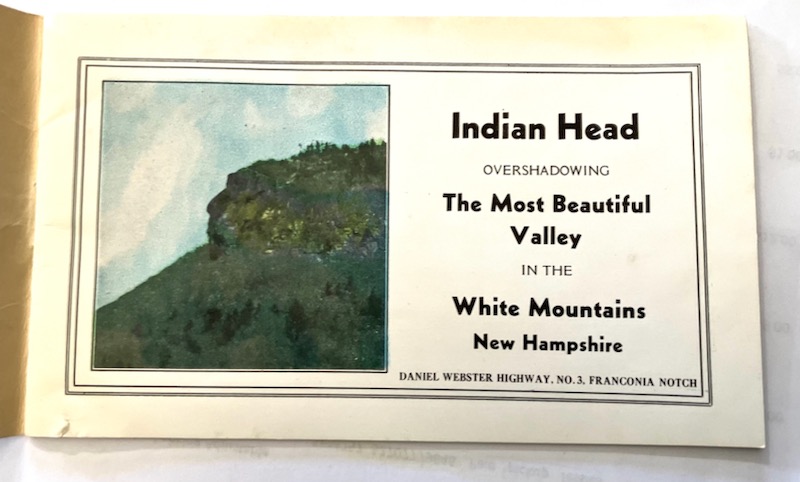 Indian Head
OVERSHADOWING
The Most Beautiful
Valley
IN THE
White Mountains
New Hampshire
DANIEL WEBSTER HIGHWAY, NO. 3, FRANCONIA NOTCH